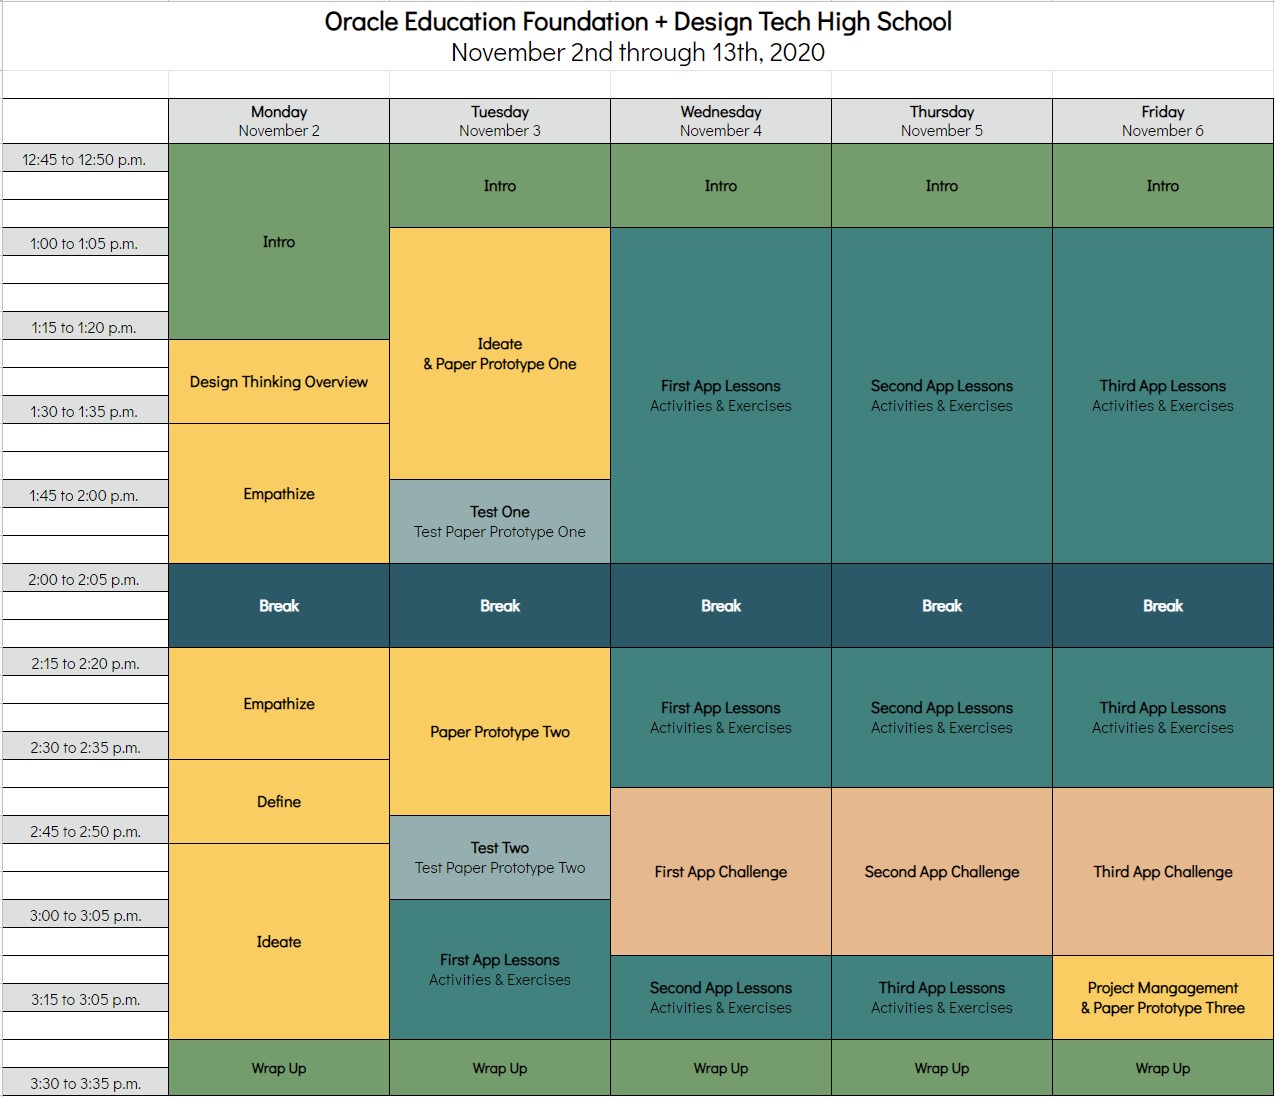 Oracle Education Foundation + Design Tech High School
November 2nd through 13th, 2020
Monday
November 2
Tuesday
November 3
Wednesday
November 4
Thursday
November 5
Friday
November 6
12:45 to 12:50 p.m.
Intro
Intro
Intro
Intro
Intro
1:00 to 1:05 p.m.
1:15 to 1:20 p.m.
Ideate
& Paper Prototype One
Design Thinking Overview
First App Lessons
Activities & Exercises
Second App Lessons
Activities & Exercises
Third App Lessons
Activities & Exercises
1:30 to 1:35 p.m.
Empathize
1:45 to 2:00 p.m.
Test One
Test Paper Prototype One
2:00 to 2:05 p.m.
Break
Break
Break
Break
Break
2:15 to 2:20 p.m.
Empathize
Paper Prototype Two
First App Lessons
Activities & Exercises
Second App Lessons
Activities & Exercises
Third App Lessons
Activities & Exercises
2:30 to 2:35 p.m.
Define
2:45 to 2:50 p.m.
Test Two
Test Paper Prototype Two
First App Challenge
Second App Challenge
Third App Challenge
3:00 to 3:05 p.m.
Ideate
First App Lessons
Activities & Exercises
3:15 to 3:05 p.m.
Second App Lessons
Activities & Exercises
Third App Lessons
Activities & Exercises
Project Mangagement
& Paper Prototype Three
Wrap Up
Wrap Up
Wrap Up
Wrap Up
Wrap Up
3:30 to 3:35 p.m.